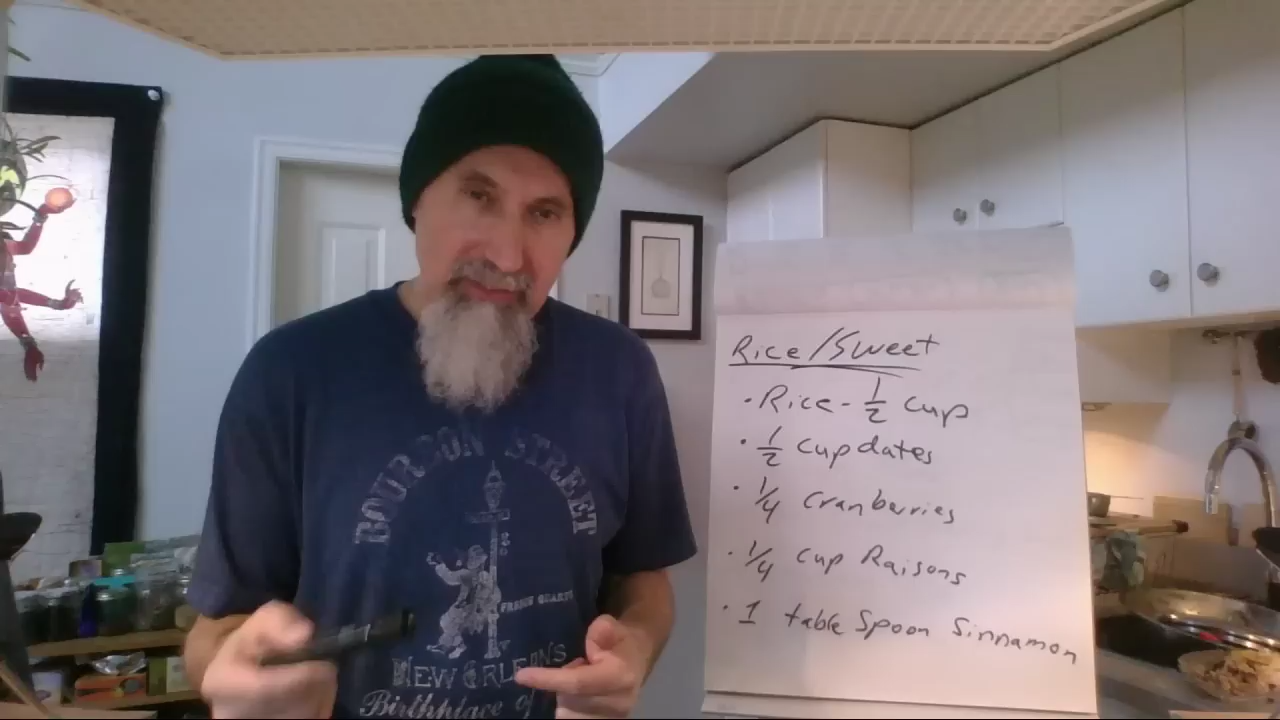 BOURBON STREET
FRENCH QUARTER
NEW ORLEANS
Birthplace of
Rice/Sweet
• Rice - 1/2 cup
• 1/2 cup dates
• 1/4 cranberries
• 1/4 cup Raisons
• 1 table Spoon Sinnamon